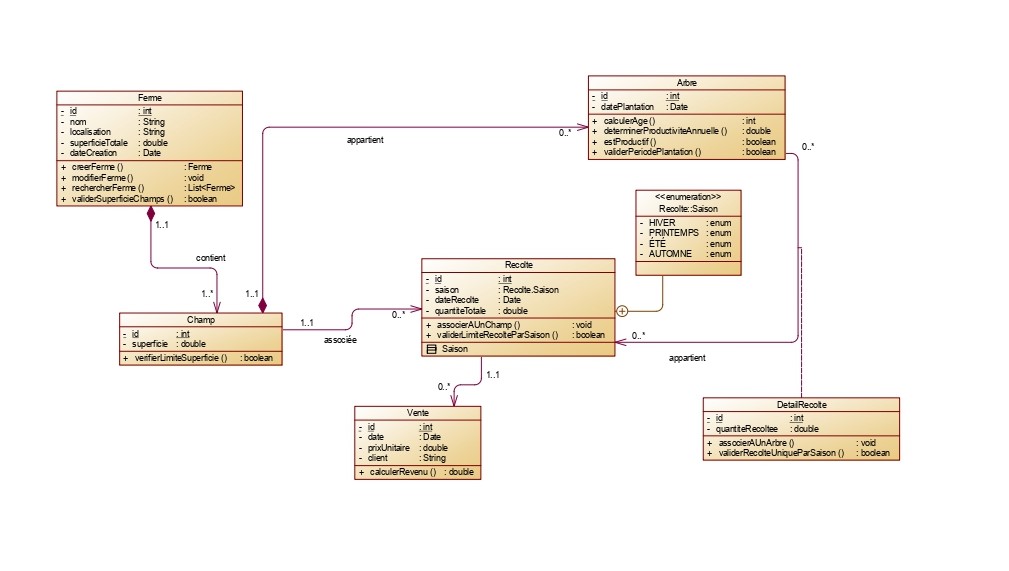 Ferme
- id : int
- nom : String
- localisation : String
- superficieTotale : double
- dateCreation : Date
+ creerFerme () : Ferme
+ modifierFerme () : void
+ rechercherFerme () : List<Ferme>
+ validerSuperficieChamps () : boolean
1..1
contient
1..*
Champ
- id : int
- superficie : double
+ verifierLimiteSuperficie () : boolean
1..1
appartient
0..*
Arbre
- id : int
- datePlantation : Date
+ calculerAge () : int
+ determinerProductiviteAnnuelle () : double
+ estProductif () : boolean
+ validerPeriodePlantation () : boolean
0..*
<<enumeration>>
Recolte::Saison
- HIVER : enum
- PRINTEMPS : enum
- ÉTÉ : enum
- AUTOMNE : enum
1..1
associée
0..*
Recolte
- id : int
- saison : Recolte.Saison
- dateRecolte : Date
- quantiteTotale : double
+ associerAUnChamp () : void
+ validerLimiteRecolteParSaison () : boolean
Saison
0..*
appartient
1..1
0..*
Vente
- id : int
- date : Date
- prixUnitaire : double
- client : String
+ calculerRevenu () : double
DetailRecolte
- id : int
- quantiteRecoltee : double
+ associerAUnArbre () : void
+ validerRecolteUniqueParSaison () : boolean